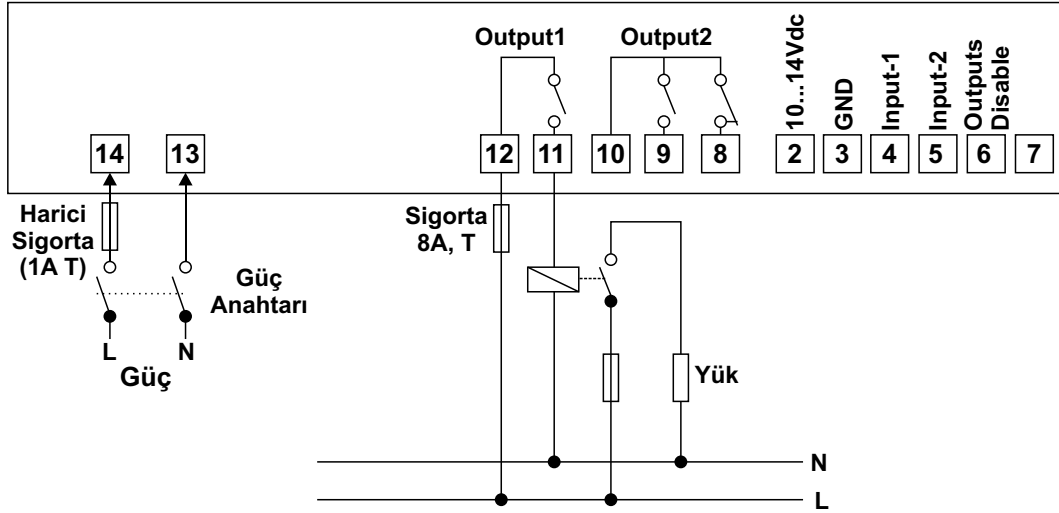 Output1
Output2
10...14Vdc
GND
Input-1
Input-2
Outputs
Disable
14
13
12
11
10
9
8
2
3
4
5
6
7
Harici
Sigorta
(1A T)
Güç
Anahtarı
L
N
Güç
Sigorta
8A, T
Yük
N
L